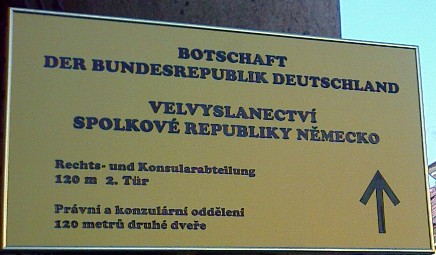 BOTSCHAFT
DER BUNDESREPUBLIK DEUTSCHLAND
VELVYSLANECTVÍ
SPOLKOVÉ REPUBLIKY NĚMECKO
Rechts- und Konsularabteilung
120 m 2. Tür
Právní a konzulární oddělení
120 metrů druhé dveře